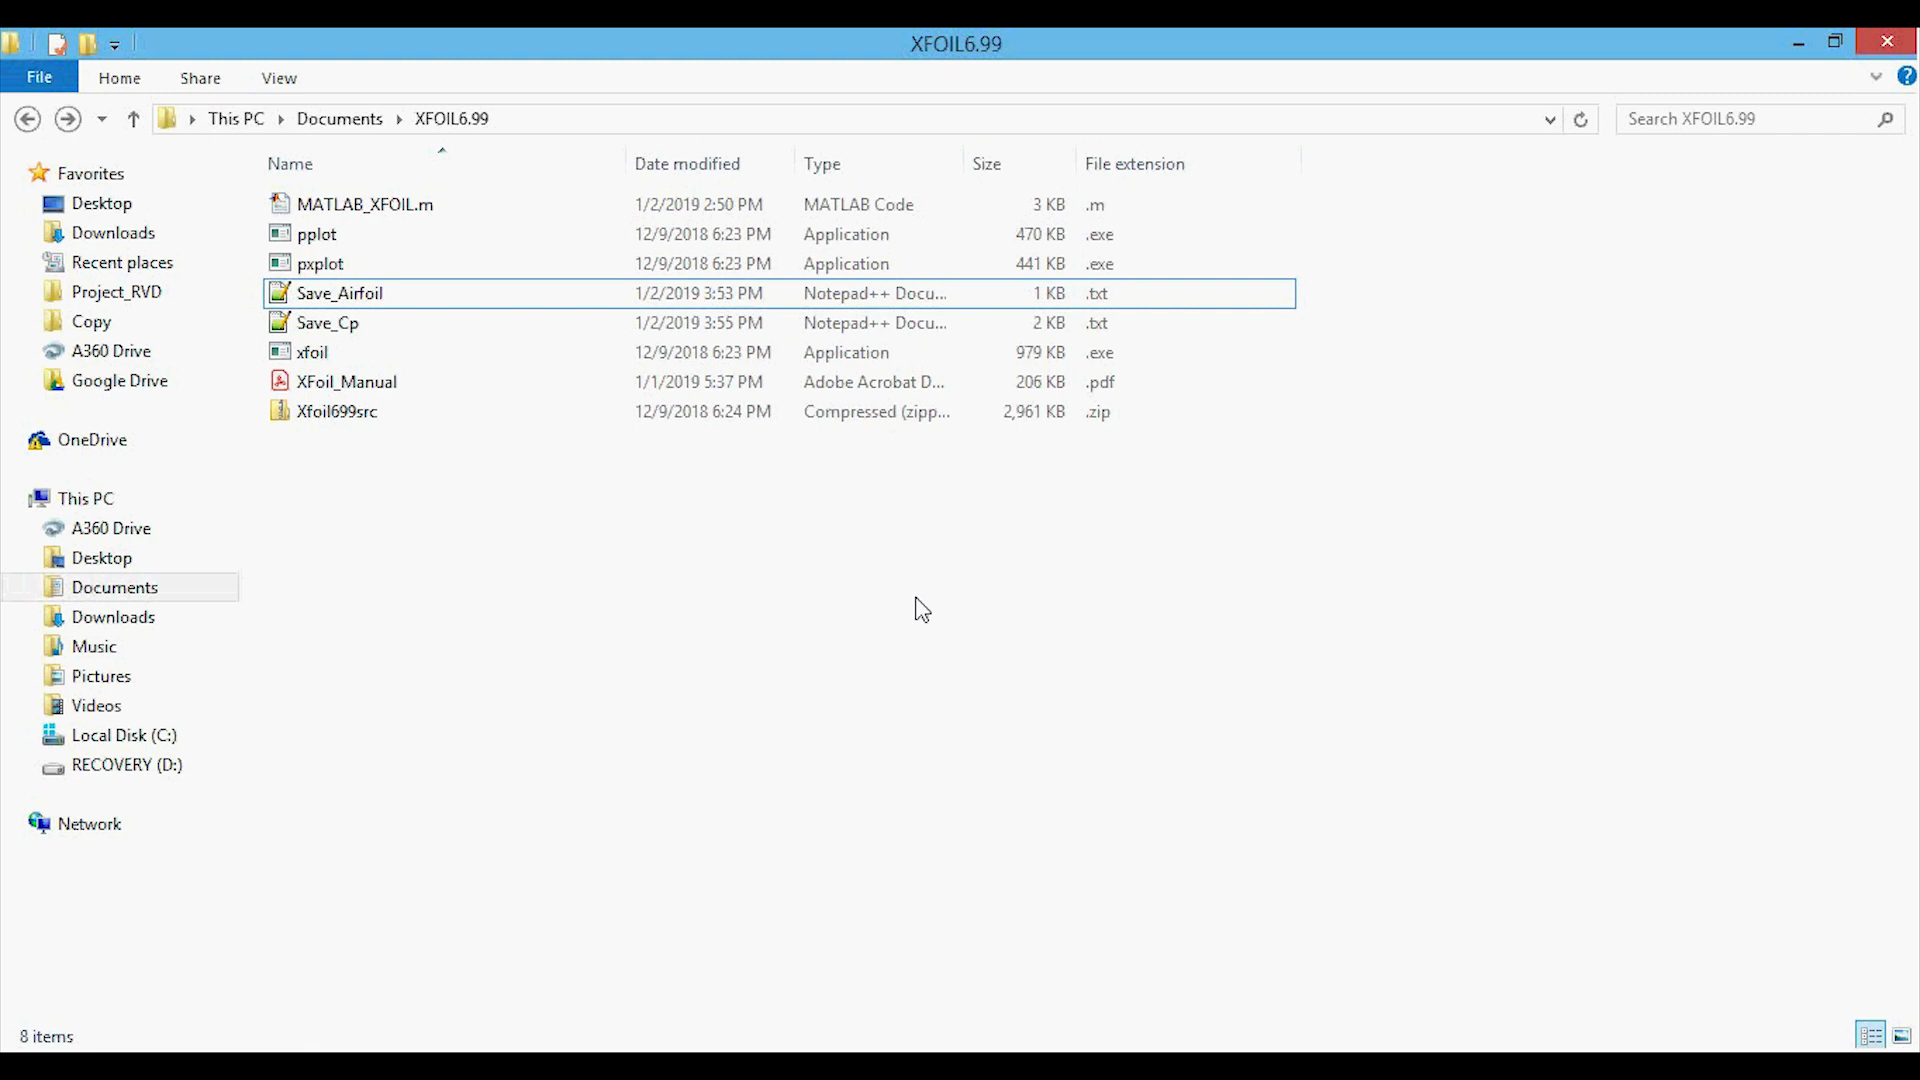 XFOIL6.99
File Home Share View
This PC Documents XFOIL6.99 Search XFOIL6.99
Name Date modified Type Size File extension
MATLAB_XFOIL.m 1/2/2019 2:50 PM MATLAB Code 3 KB .m
pplot 12/9/2018 6:23 PM Application 470 KB .exe
pxplot 12/9/2018 6:23 PM Application 441 KB .exe
Save_Airfoil 1/2/2019 3:53 PM Notepad++ Docu... 1 KB .txt
Save_Cp 1/2/2019 3:55 PM Notepad++ Docu... 2 KB .txt
xfoil 12/9/2018 6:23 PM Application 979 KB .exe
XFoil_Manual 1/1/2019 5:37 PM Adobe Acrobat D... 206 KB .pdf
Xfoil699src 12/9/2018 6:24 PM Compressed (zipp... 2,961 KB .zip
Favorites
Desktop
Downloads
Recent places
Project_RVD
Copy
A360 Drive
Google Drive
OneDrive
This PC
A360 Drive
Desktop
Documents
Downloads
Music
Pictures
Videos
Local Disk (C:)
RECOVERY (D:)
Network
8 items